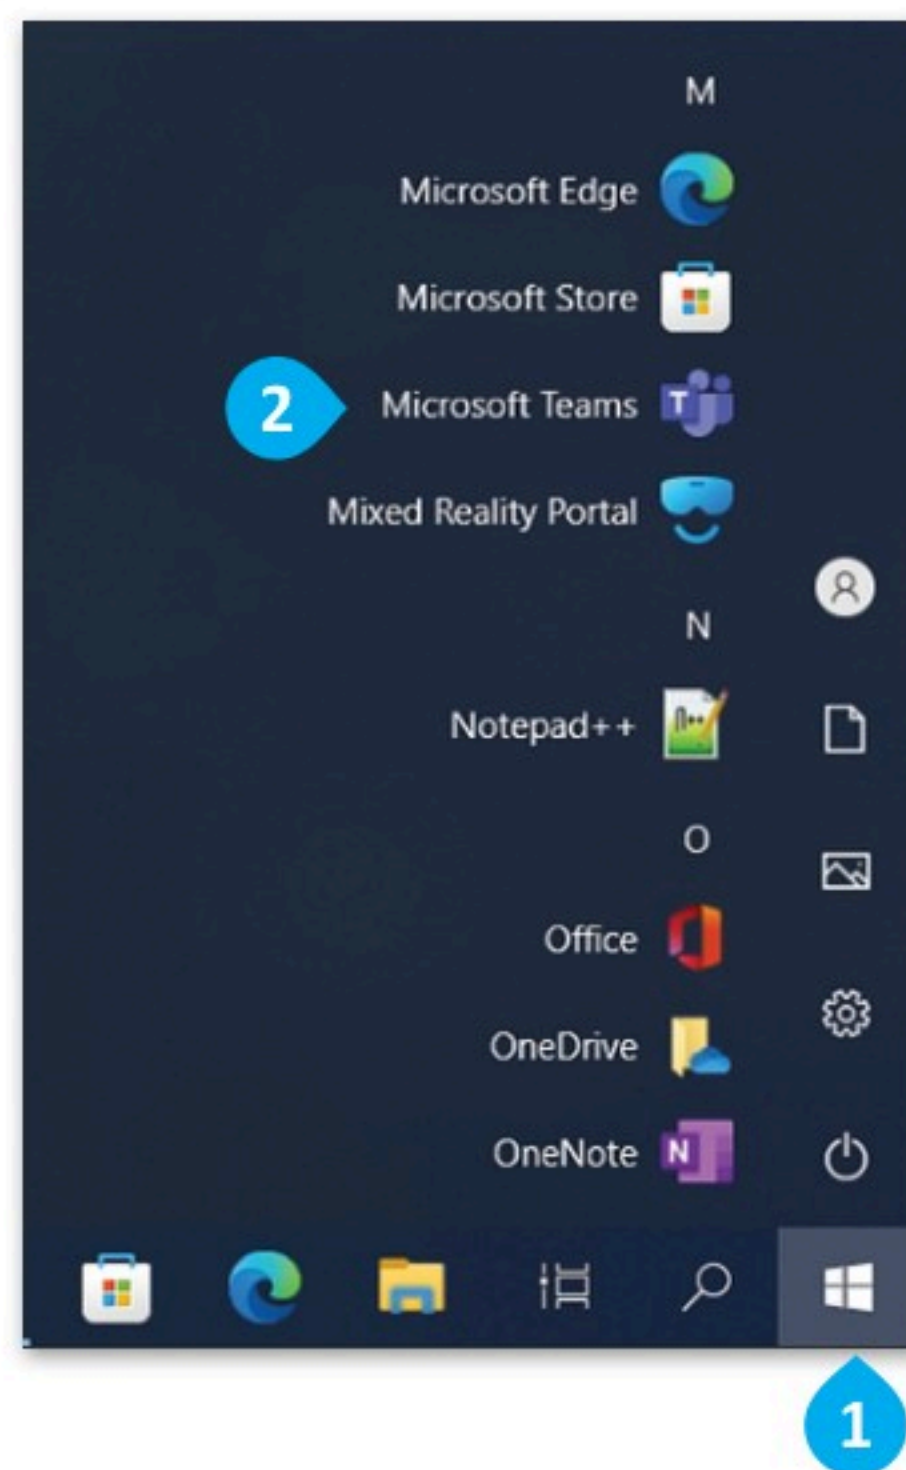 M
Microsoft Edge
Microsoft Store
2
Microsoft Teams
Mixed Reality Portal
N
Notepad++
O
Office
OneDrive
OneNote
1